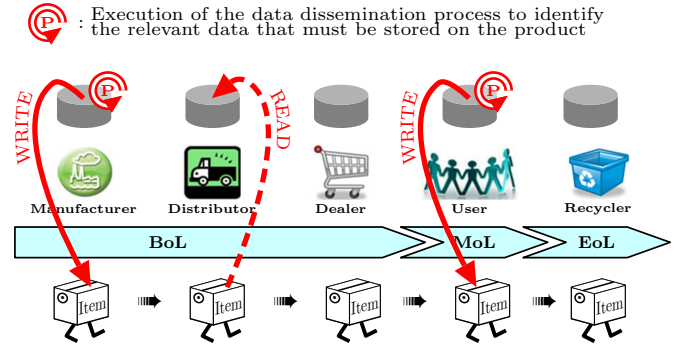 P : Execution of the data dissemination process to identify
the relevant data that must be stored on the product
WRITE P READ WRITE P
Manufacturer Distributor Dealer User Recycler
BoL MoL EoL
Item Item Item Item Item